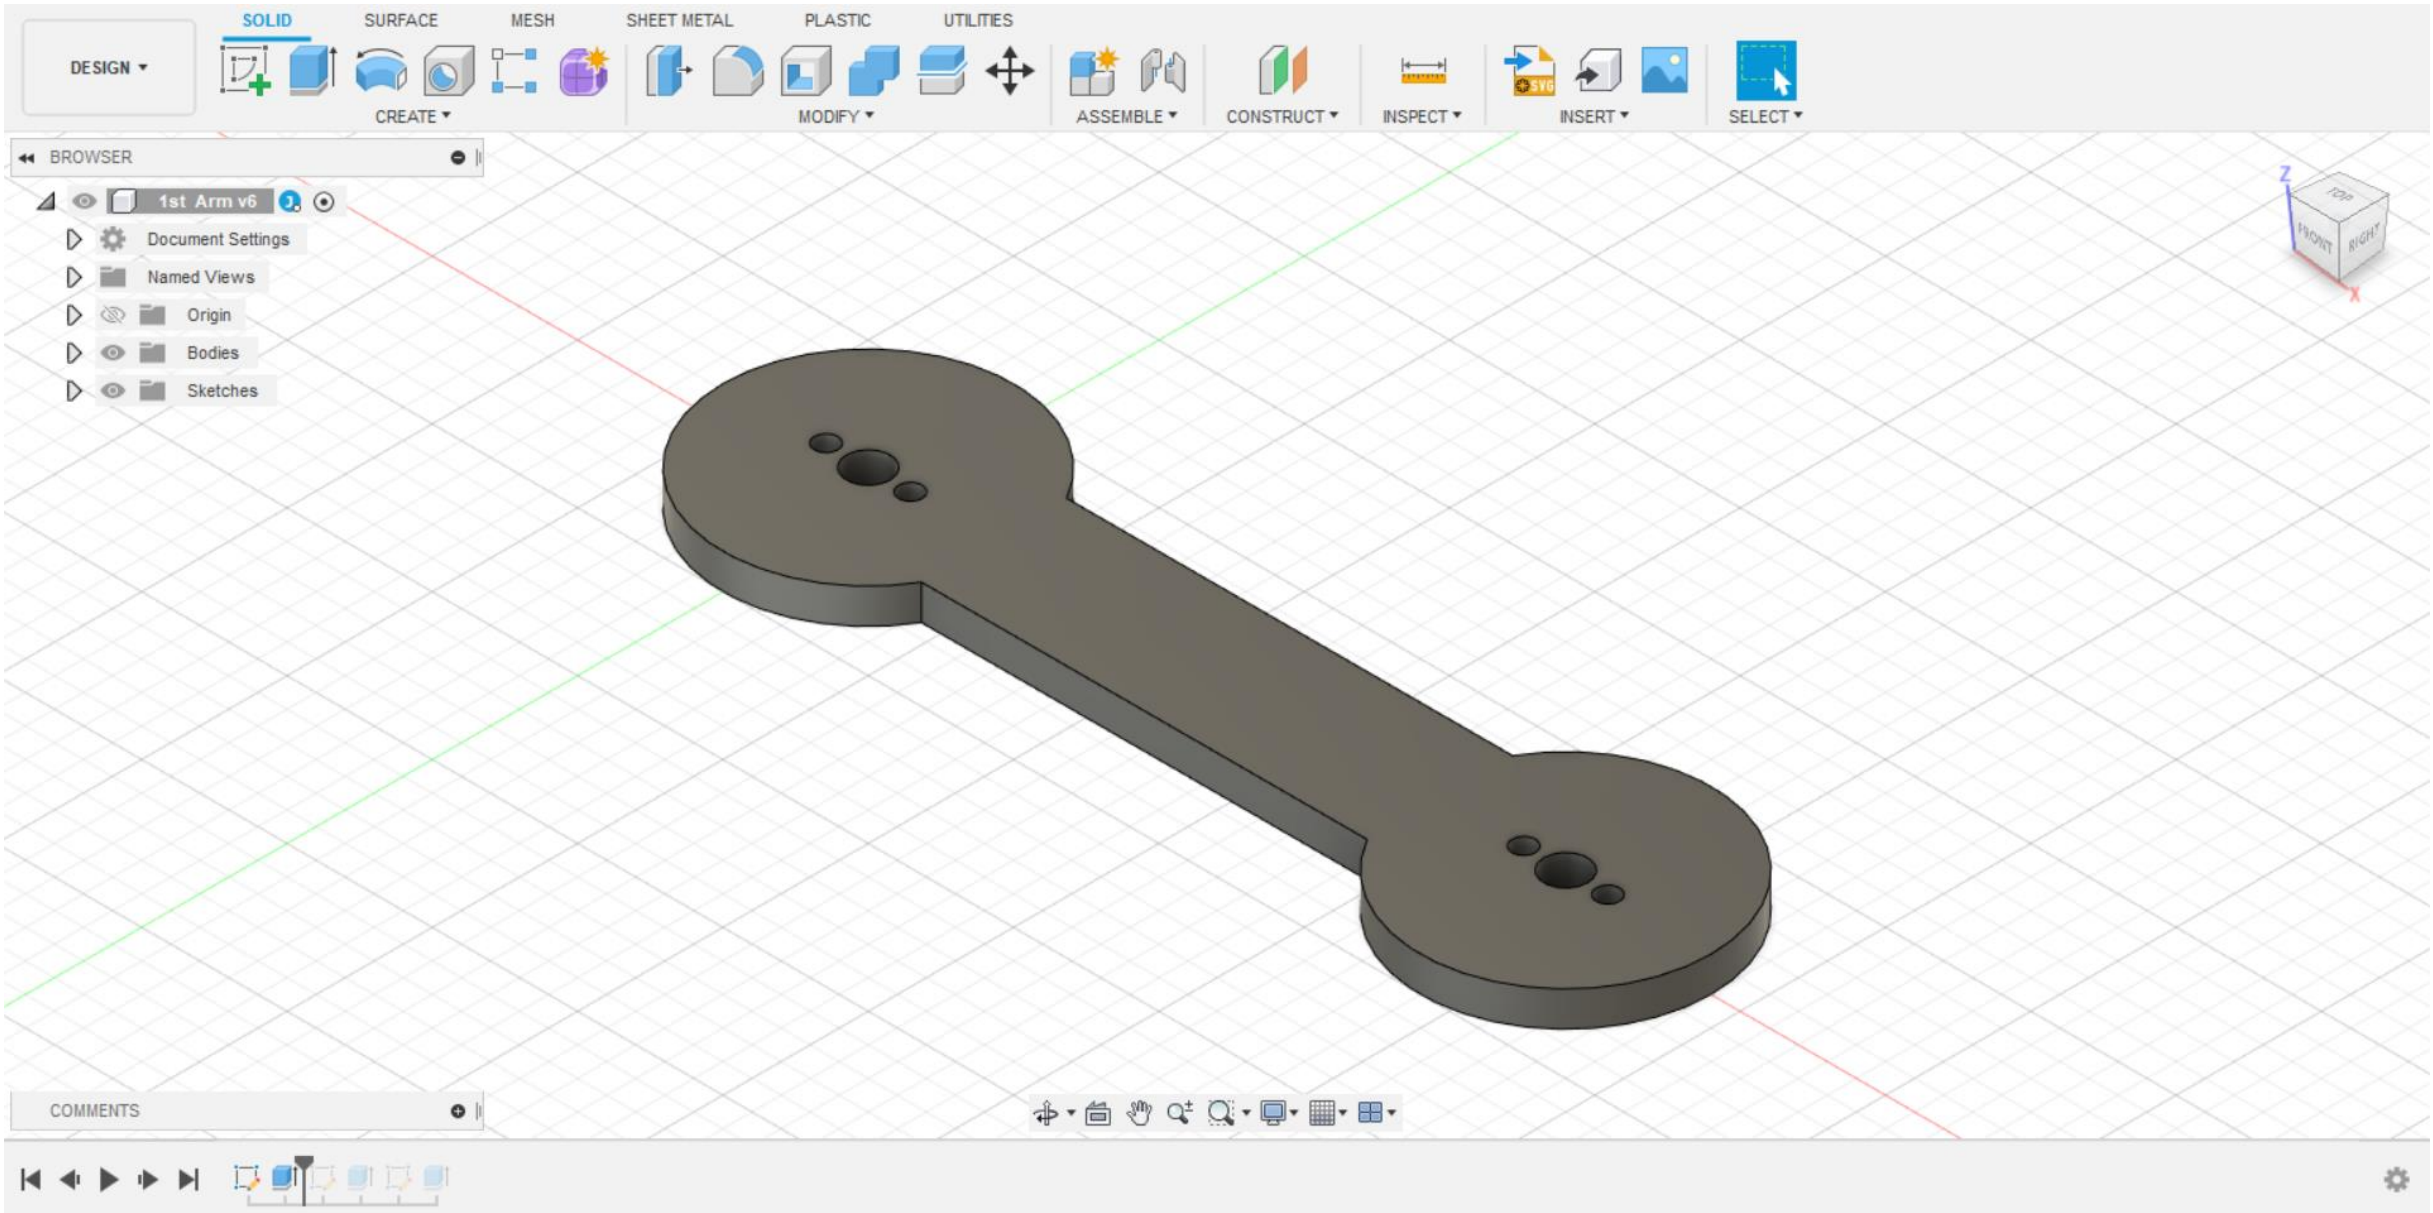 SOLID SURFACE MESH SHEET METAL PLASTIC UTILITIES
DESIGN
SVG
CREATE MODIFY ASSEMBLE CONSTRUCT INSPECT INSERT SELECT
BROWSER
1st Arm v6
J
Document Settings
Named Views
Origin
Bodies
Sketches
Z
TOP
FRONT RIGHT
X
COMMENTS